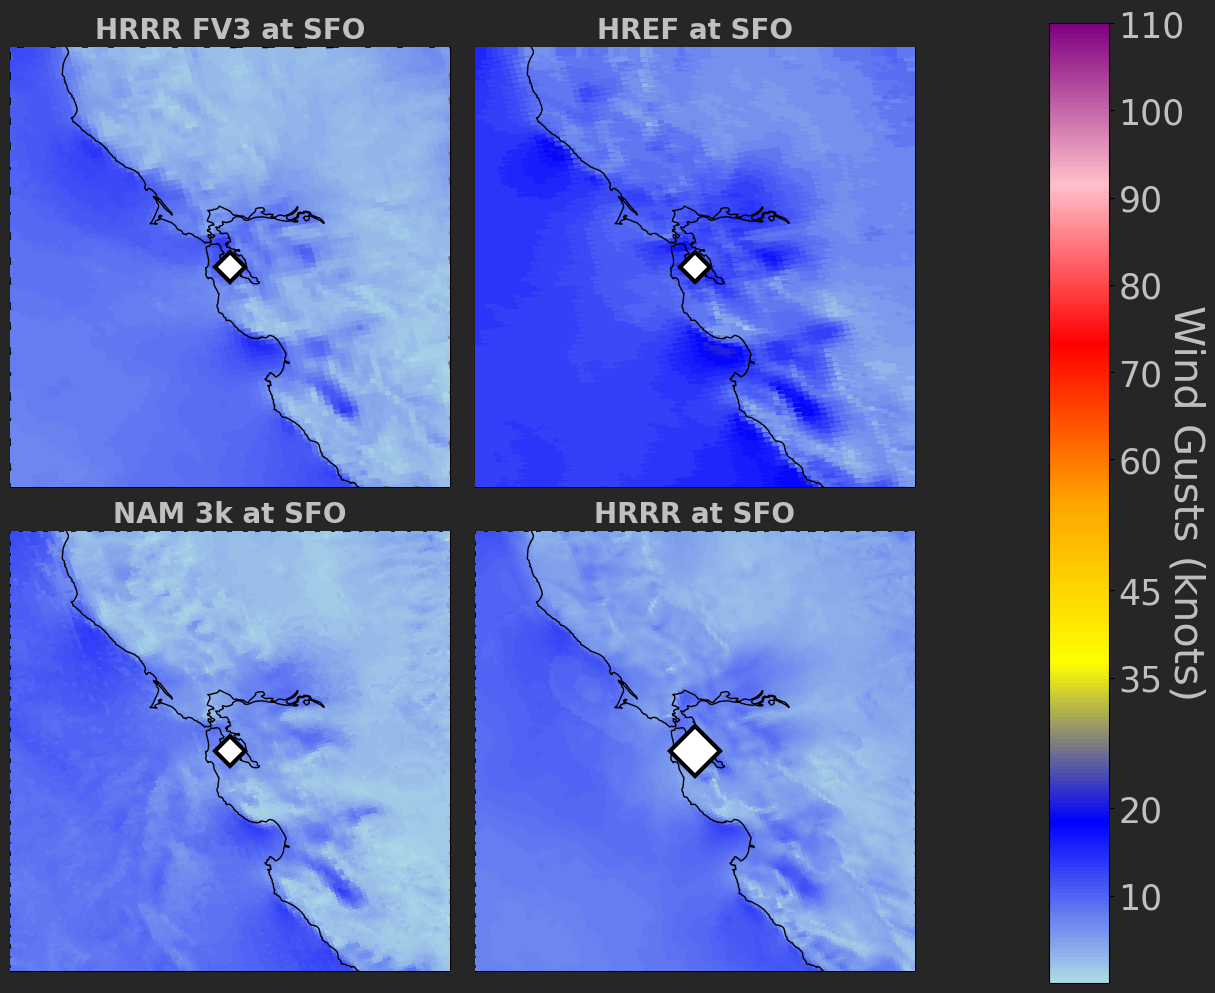 HRRR FV3 at SFO
HREF at SFO
NAM 3k at SFO
HRRR at SFO
110
100
90
80
70
60
45
35
20
10
Wind Gusts (knots)